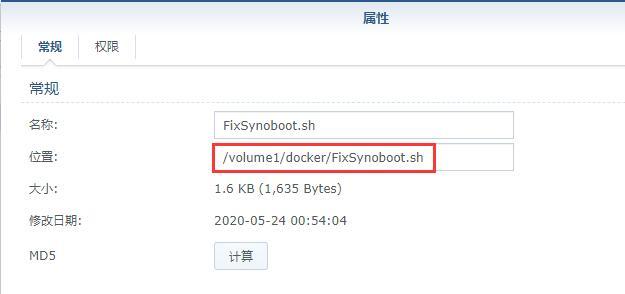 属性
常规 权限
常规
名称: FixSynoboot.sh
位置: /volume1/docker/FixSynoboot.sh
大小: 1.6 KB (1,635 Bytes)
修改日期: 2020-05-24 00:54:04
MD5 计算